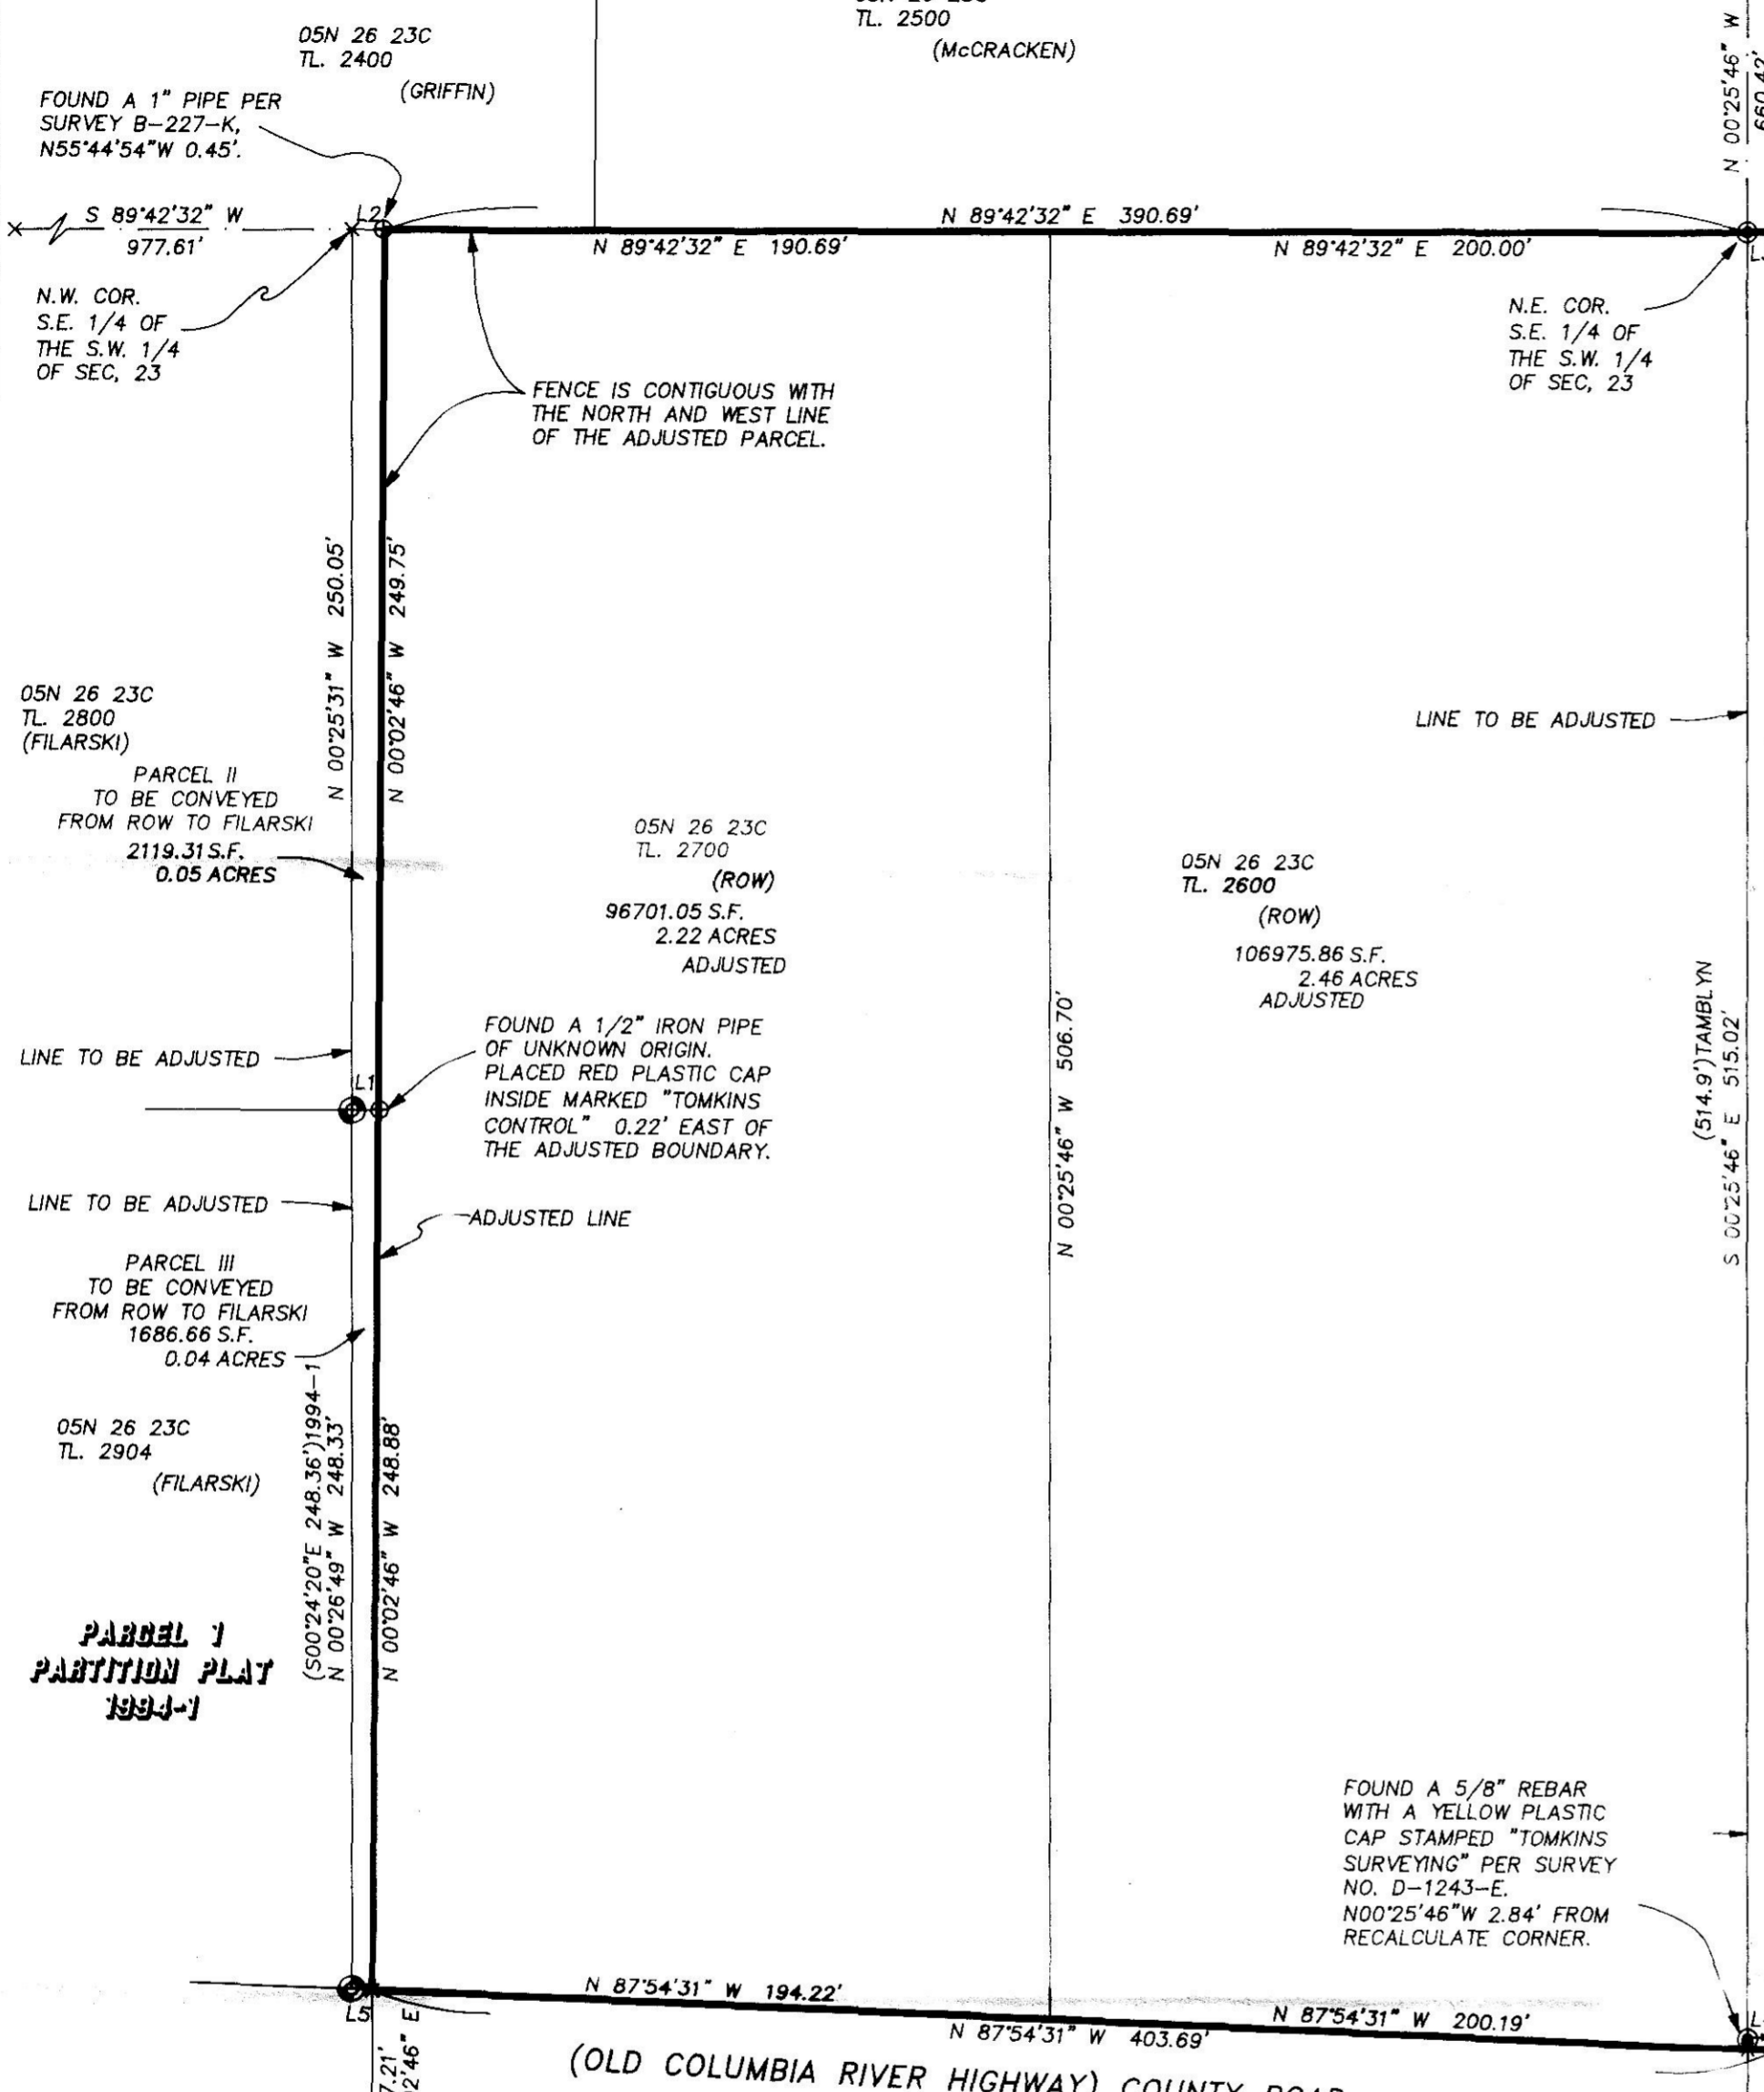 05N 26 23C
TL. 2400
(GRIFFIN)
TL. 2500
(McCRACKEN)
N 00°25'46" W
660.42'
FOUND A 1" PIPE PER
SURVEY B-227-K,
N55°44'54"W 0.45'.
S 89°42'32" W
977.61'
L2
N 89°42'32" E 390.69'
N 89°42'32" E 190.69'
N 89°42'32" E 200.00'
N.W. COR.
S.E. 1/4 OF
THE S.W. 1/4
OF SEC, 23
N.E. COR.
S.E. 1/4 OF
THE S.W. 1/4
OF SEC, 23
FENCE IS CONTIGUOUS WITH
THE NORTH AND WEST LINE
OF THE ADJUSTED PARCEL.
N 00°25'31" W 250.05'
N 00°02'46" W 249.75'
05N 26 23C
TL. 2800
(FILARSKI)
PARCEL II
TO BE CONVEYED
FROM ROW TO FILARSKI
2119.31 S.F.
0.05 ACRES
LINE TO BE ADJUSTED
05N 26 23C
TL. 2700
(ROW)
96701.05 S.F.
2.22 ACRES
ADJUSTED
05N 26 23C
TL. 2600
(ROW)
106975.86 S.F.
2.46 ACRES
ADJUSTED
N 00°25'46" W 506.70'
(514.9')TAMBLYN
S 00°25'46" E 515.02'
FOUND A 1/2" IRON PIPE
OF UNKNOWN ORIGIN.
PLACED RED PLASTIC CAP
INSIDE MARKED "TOMKINS
CONTROL" 0.22' EAST OF
THE ADJUSTED BOUNDARY.
LINE TO BE ADJUSTED
L1
LINE TO BE ADJUSTED
ADJUSTED LINE
PARCEL III
TO BE CONVEYED
FROM ROW TO FILARSKI
1686.66 S.F.
0.04 ACRES
05N 26 23C
TL. 2904
(FILARSKI)
(S00°24'20"E 248.36')1994-1
N 00°26'49" W 248.33'
N 00°02'46" W 248.88'
PARCEL 1
PARTITION PLAT
1994-1
FOUND A 5/8" REBAR
WITH A YELLOW PLASTIC
CAP STAMPED "TOMKINS
SURVEYING" PER SURVEY
NO. D-1243-E.
N00°25'46"W 2.84' FROM
RECALCULATE CORNER.
L5
N 87°54'31" W 194.22'
N 87°54'31" W 403.69'
N 87°54'31" W 200.19'
7.21'
2'46" E
(OLD COLUMBIA RIVER HIGHWAY) COUNTY ROAD